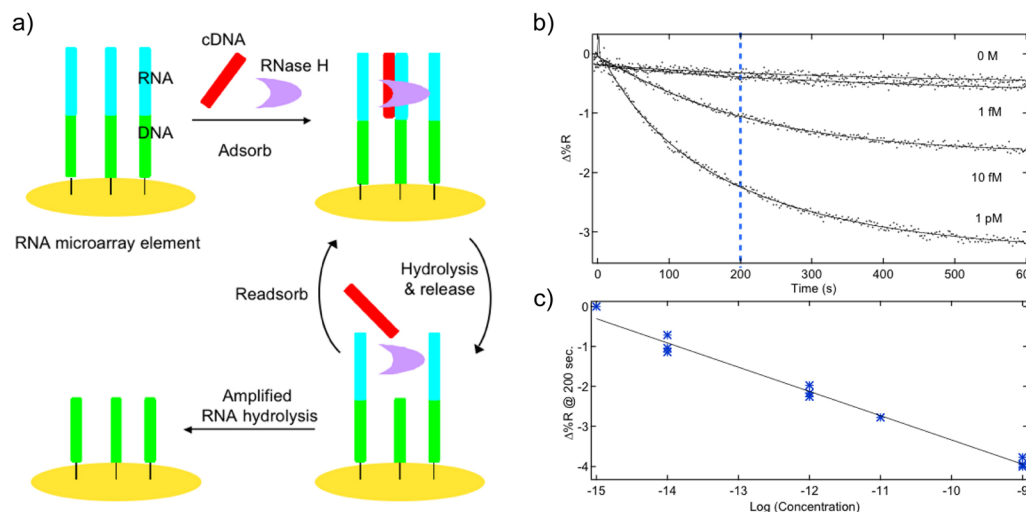 a)
cDNA
RNase H
RNA
DNA
Adsorb
RNA microarray element
Readsorb
Hydrolysis
& release
Amplified
RNA hydrolysis
b)
0
-1
-2
-3
Δ%R
0 M
1 fM
10 fM
1 pM
0 100 200 300 400 500 60
Time (s)
c)
0
-1
-2
-3
-4
Δ%R @ 200 sec.
-15 -14 -13 -12 -11 -10 -9
Log (Concentration)